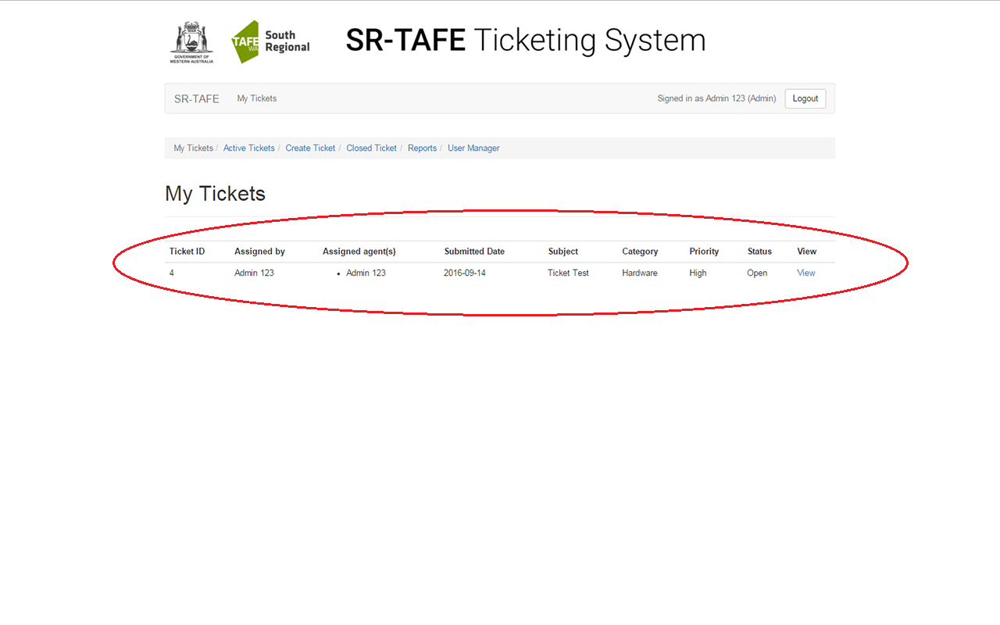 GOVERNMENT OF
WESTERN AUSTRALIA
TAFE
WA
South
Regional
SR-TAFE Ticketing System
SR-TAFE My Tickets Signed in as Admin 123 (Admin) Logout
My Tickets / Active Tickets / Create Ticket / Closed Ticket / Reports / User Manager
My Tickets
Ticket ID Assigned by Assigned agent(s) Submitted Date Subject Category Priority Status View
4 Admin 123 • Admin 123 2016-09-14 Ticket Test Hardware High Open View